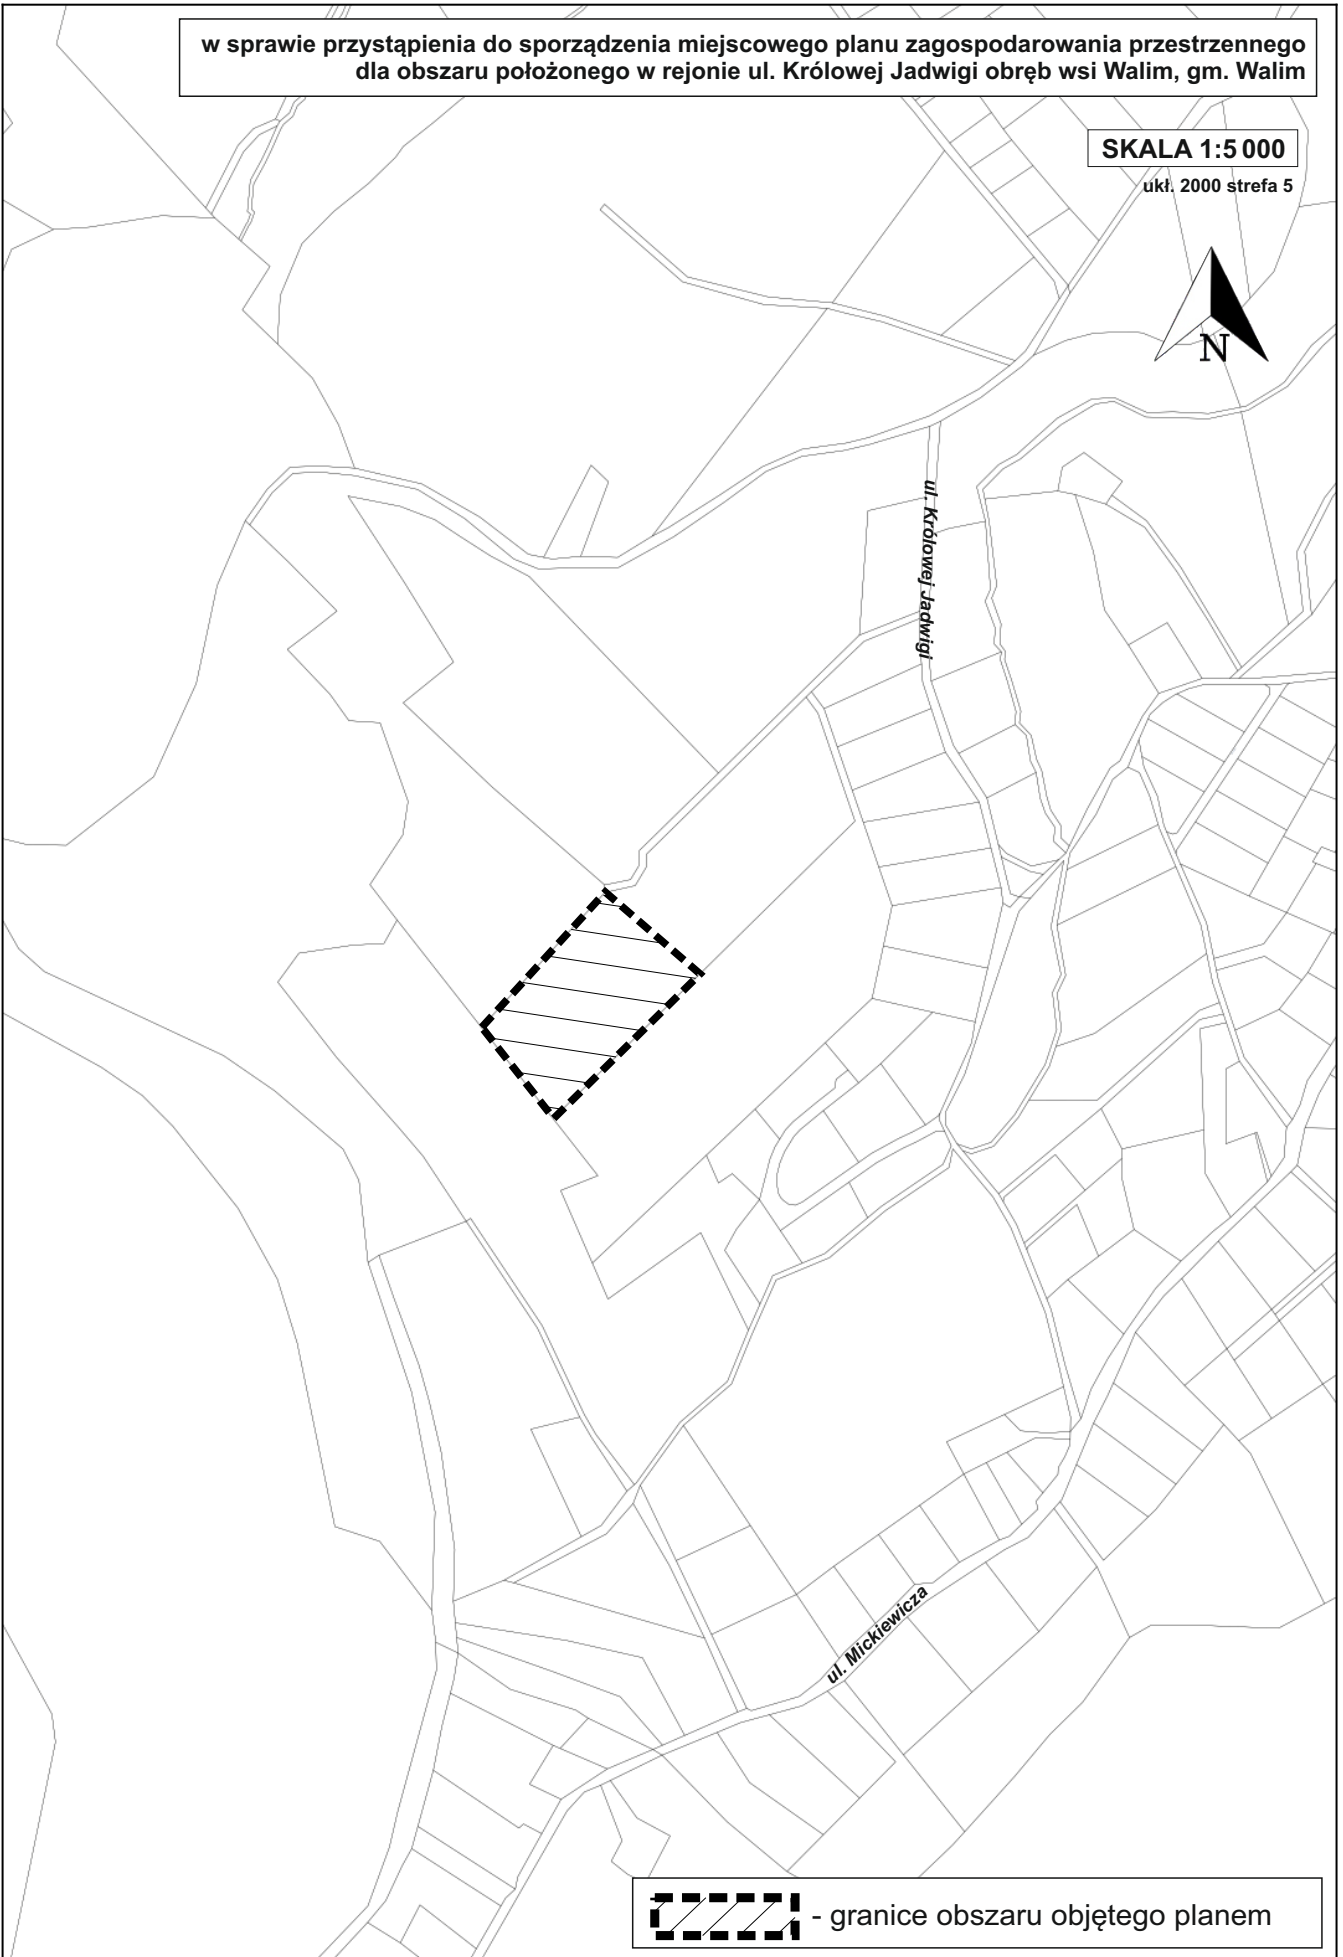 w sprawie przystąpienia do sporządzenia miejscowego planu zagospodarowania przestrzennego
dla obszaru położonego w rejonie ul. Królowej Jadwigi obręb wsi Walim, gm. Walim
SKALA 1:5 000
ukł. 2000 strefa 5
N
ul. Królowej Jadwigi
ul. Mickiewicza
- granice obszaru objętego planem